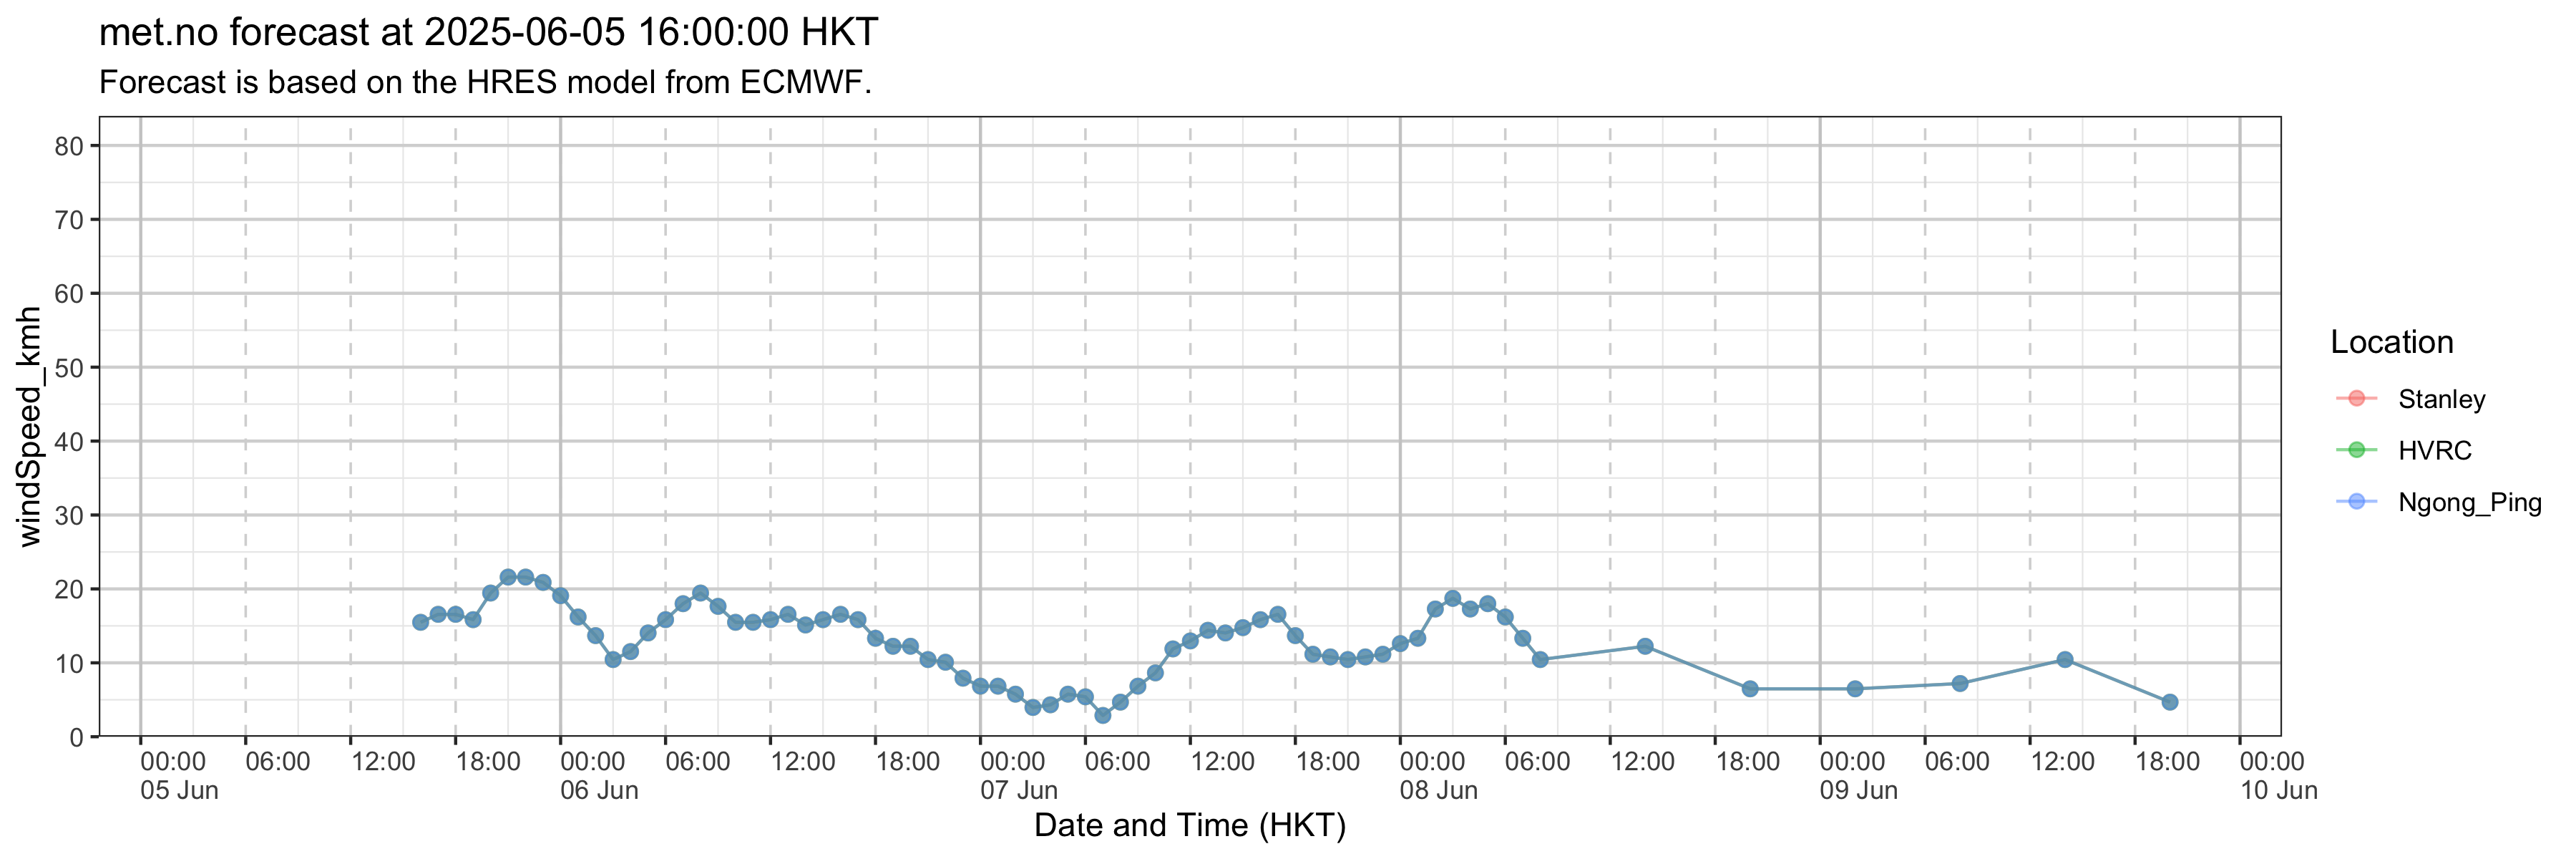 met.no forecast at 2025-06-05 16:00:00 HKT
Forecast is based on the HRES model from ECMWF.
windSpeed_kmh
80
70
60
50
40
30
20
10
0
00:00 06:00 12:00 18:00 00:00 06:00 12:00 18:00 00:00 06:00 12:00 18:00 00:00 06:00 12:00 18:00 00:00 06:00 12:00 18:00 00:00
05 Jun 06 Jun 07 Jun 08 Jun 09 Jun 10 Jun
Date and Time (HKT)
Location
Stanley
HVRC
Ngong_Ping